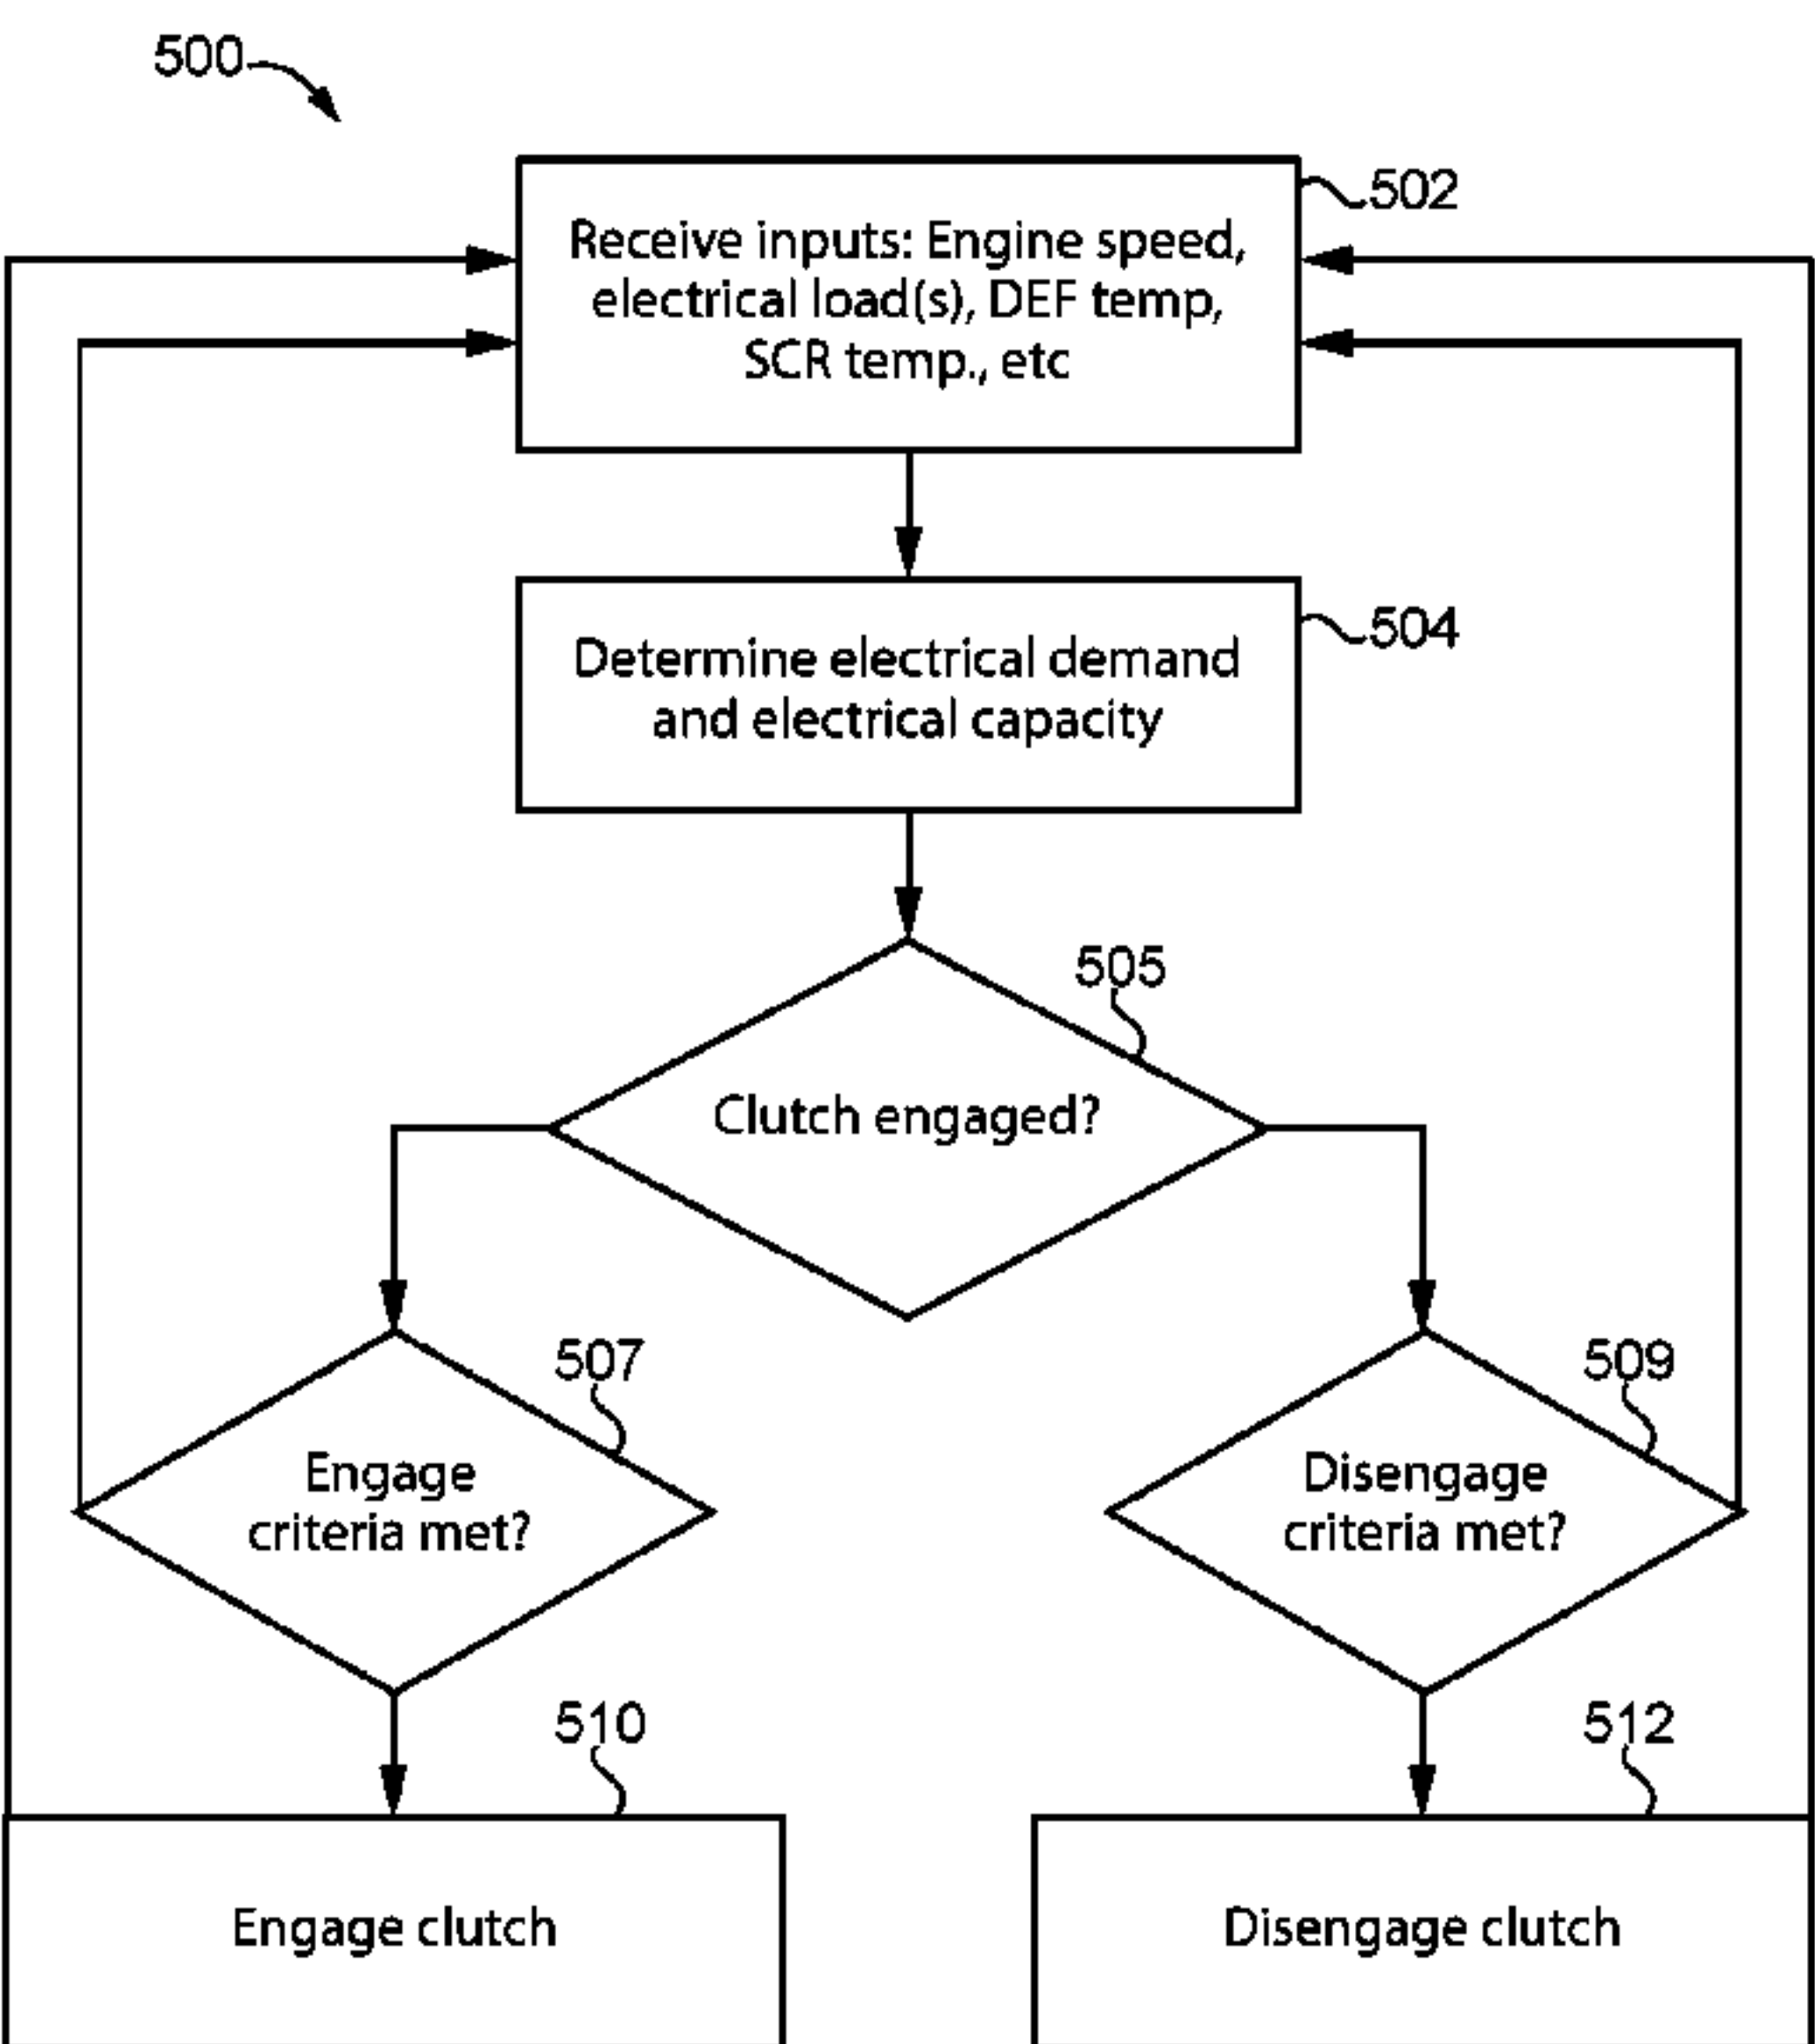 500
502
Receive inputs: Engine speed,
electrical load(s), DEF temp,
SCR temp., etc
504
Determine electrical demand
and electrical capacity
505
Clutch engaged?
507
Engage
criteria met?
509
Disengage
criteria met?
510
Engage clutch
512
Disengage clutch